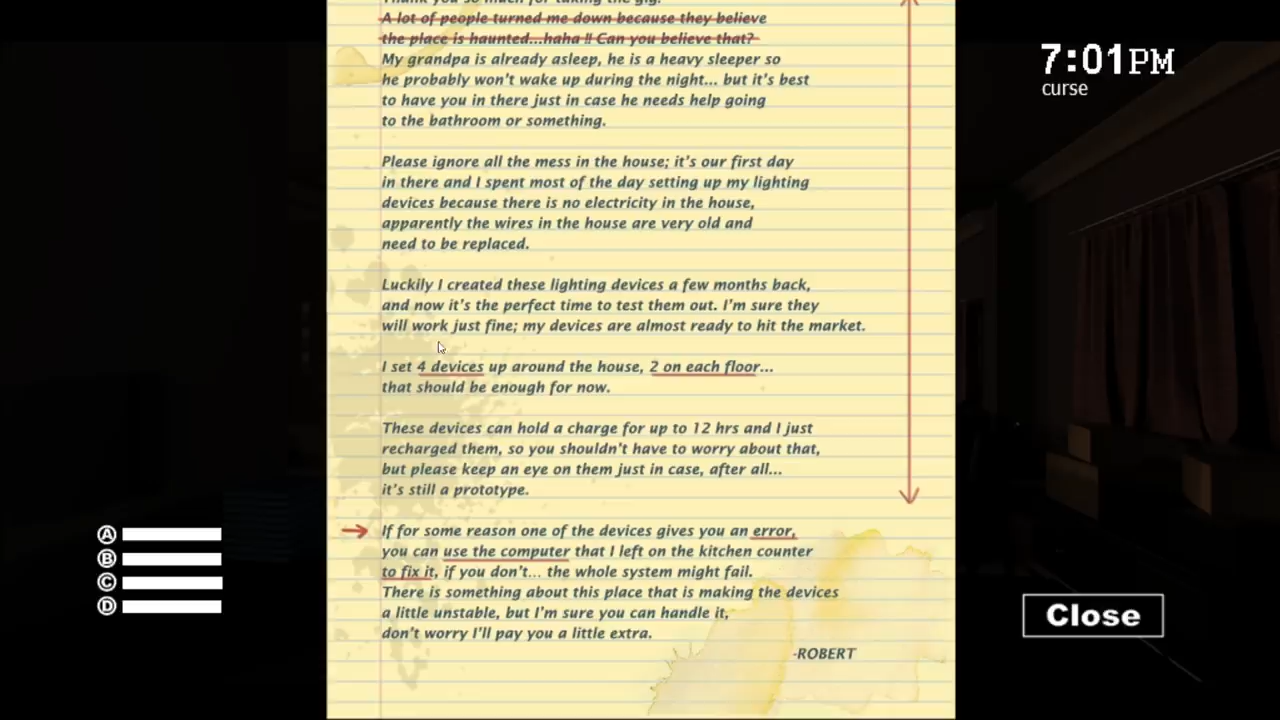 Thank you so much for taking the gig.
A lot of people turned me down because they believe
the place is haunted...haha !! Can you believe that?
My grandpa is already asleep, he is a heavy sleeper so
he probably won't wake up during the night... but it's best
to have you in there just in case he needs help going
to the bathroom or something.
Please ignore all the mess in the house; it's our first day
in there and I spent most of the day setting up my lighting
devices because there is no electricity in the house,
apparently the wires in the house are very old and
need to be replaced.
Luckily I created these lighting devices a few months back,
and now it's the perfect time to test them out. I'm sure they
will work just fine; my devices are almost ready to hit the market.
I set 4 devices up around the house, 2 on each floor...
that should be enough for now.
These devices can hold a charge for up to 12 hrs and I just
recharged them, so you shouldn't have to worry about that,
but please keep an eye on them just in case, after all...
it's still a prototype.
If for some reason one of the devices gives you an error,
you can use the computer that I left on the kitchen counter
to fix it, if you don't... the whole system might fail.
There is something about this place that is making the devices
a little unstable, but I'm sure you can handle it,
don't worry I'll pay you a little extra.
-ROBERT
7:01PM
curse
A
B
C
D
Close